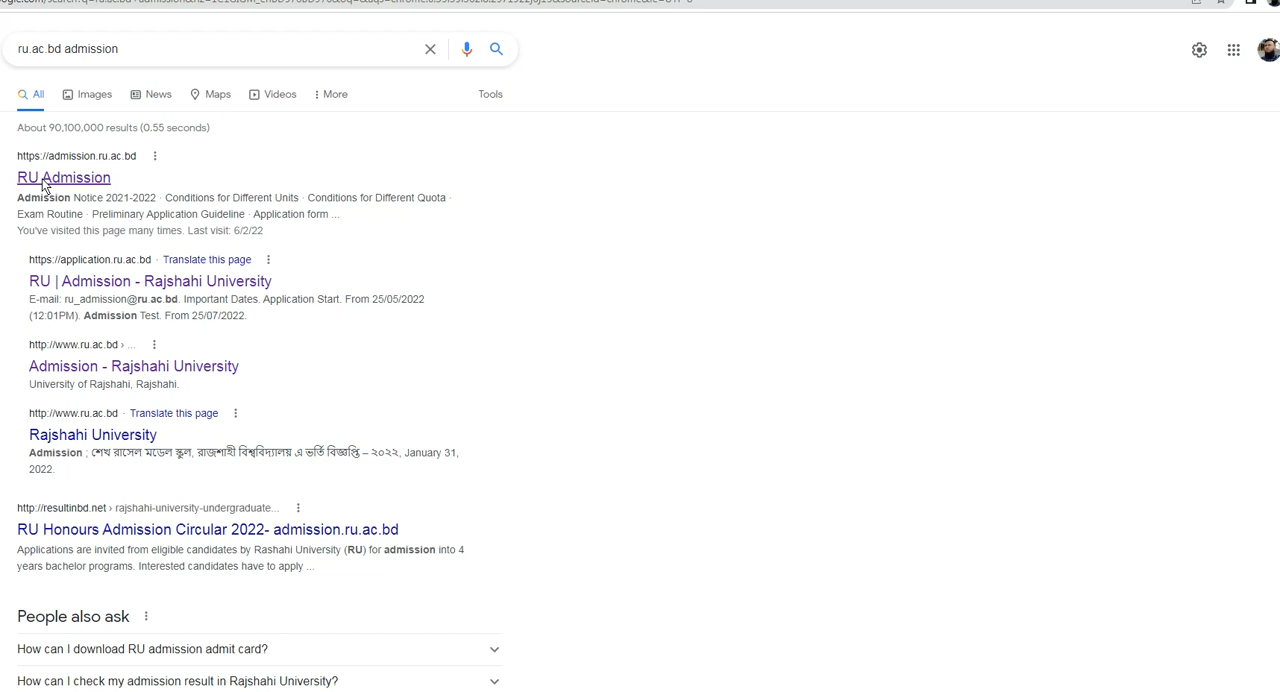 ru.ac.bd admission
All Images News Maps Videos More Tools
About 90,100,000 results (0.55 seconds)
https://admission.ru.ac.bd
RU Admission
Admission Notice 2021-2022 · Conditions for Different Units · Conditions for Different Quota ·
Exam Routine · Preliminary Application Guideline · Application form ...
You've visited this page many times. Last visit: 6/2/22
https://application.ru.ac.bd · Translate this page
RU | Admission - Rajshahi University
E-mail: ru_admission@ru.ac.bd. Important Dates. Application Start. From 25/05/2022
(12:01PM). Admission Test. From 25/07/2022.
http://www.ru.ac.bd › ...
Admission - Rajshahi University
University of Rajshahi, Rajshahi.
http://www.ru.ac.bd · Translate this page
Rajshahi University
Admission ; শেখ রাসেল মডেল স্কুল, রাজশাহী বিশ্ববিদ্যালয় এ ভর্তি বিজ্ঞপ্তি – ২০২২, January 31,
2022.
http://resultinbd.net › rajshahi-university-undergraduate...
RU Honours Admission Circular 2022- admission.ru.ac.bd
Applications are invited from eligible candidates by Rashahi University (RU) for admission into 4
years bachelor programs. Interested candidates have to apply ...
People also ask
How can I download RU admission admit card?
How can I check my admission result in Rajshahi University?